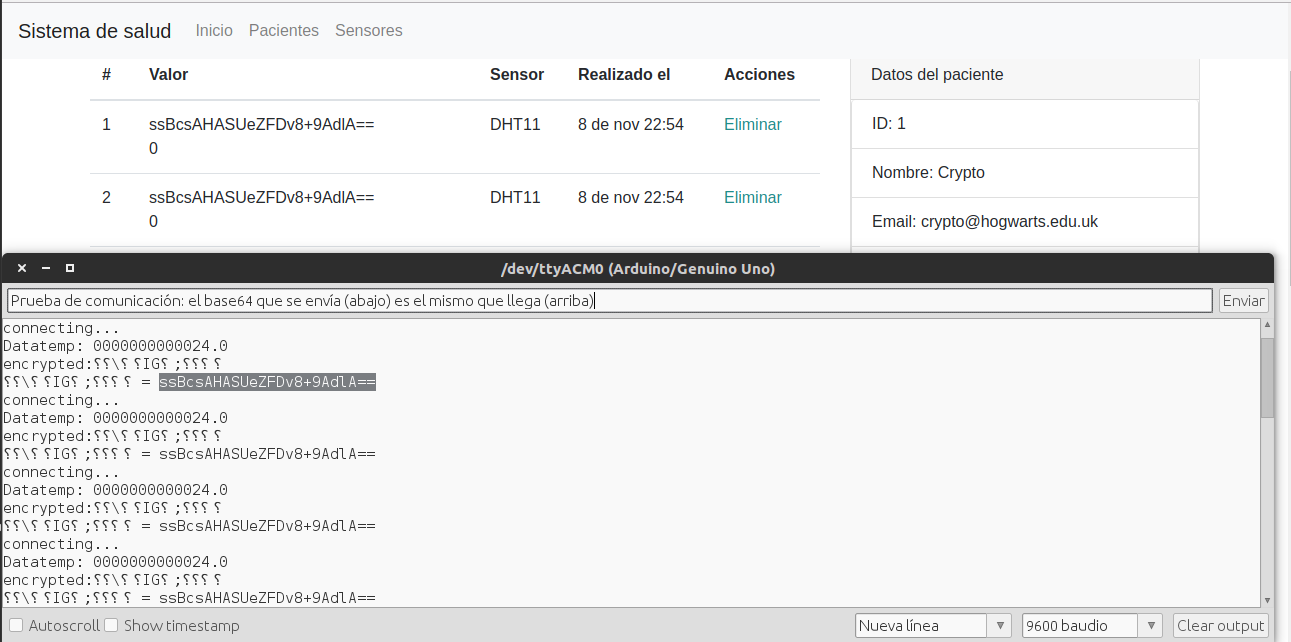 Sistema de salud Inicio Pacientes Sensores
# Valor Sensor Realizado el Acciones
1 ssBcsAHASUeZFDv8+9AdlA== DHT11 8 de nov 22:54 Eliminar
0
2 ssBcsAHASUeZFDv8+9AdlA== DHT11 8 de nov 22:54 Eliminar
0
Datos del paciente
ID: 1
Nombre: Crypto
Email: crypto@hogwarts.edu.uk
/dev/ttyACM0 (Arduino/Genuino Uno)
Prueba de comunicación: el base64 que se envía (abajo) es el mismo que llega (arriba) Enviar
connecting...
Datatemp: 0000000000024.0
encrypted:⸮⸮\⸮⸮IG⸮;⸮⸮⸮⸮
⸮⸮\⸮⸮IG⸮;⸮⸮⸮⸮ = ssBcsAHASUeZFDv8+9AdlA==
connecting...
Datatemp: 0000000000024.0
encrypted:⸮⸮\⸮⸮IG⸮;⸮⸮⸮⸮
⸮⸮\⸮⸮IG⸮;⸮⸮⸮⸮ = ssBcsAHASUeZFDv8+9AdlA==
connecting...
Datatemp: 0000000000024.0
encrypted:⸮⸮\⸮⸮IG⸮;⸮⸮⸮⸮
⸮⸮\⸮⸮IG⸮;⸮⸮⸮⸮ = ssBcsAHASUeZFDv8+9AdlA==
connecting...
Datatemp: 0000000000024.0
encrypted:⸮⸮\⸮⸮IG⸮;⸮⸮⸮⸮
⸮⸮\⸮⸮IG⸮;⸮⸮⸮⸮ = ssBcsAHASUeZFDv8+9AdlA==
Autoscroll Show timestamp Nueva línea 9600 baudio Clear output